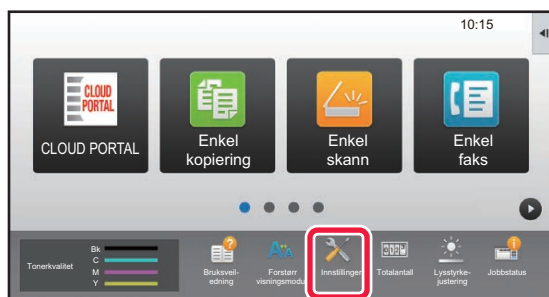 10:15
CLOUD
PORTAL
CLOUD PORTAL
Enkel
kopiering
Enkel
skann
Enkel
faks
Tonerkvalitet
Bk
C
M
Y
Bruksveil-
edning
Forstørr
visningsmodus
Innstillinger
Totalantall
Lysstyrke-
justering
Jobbstatus